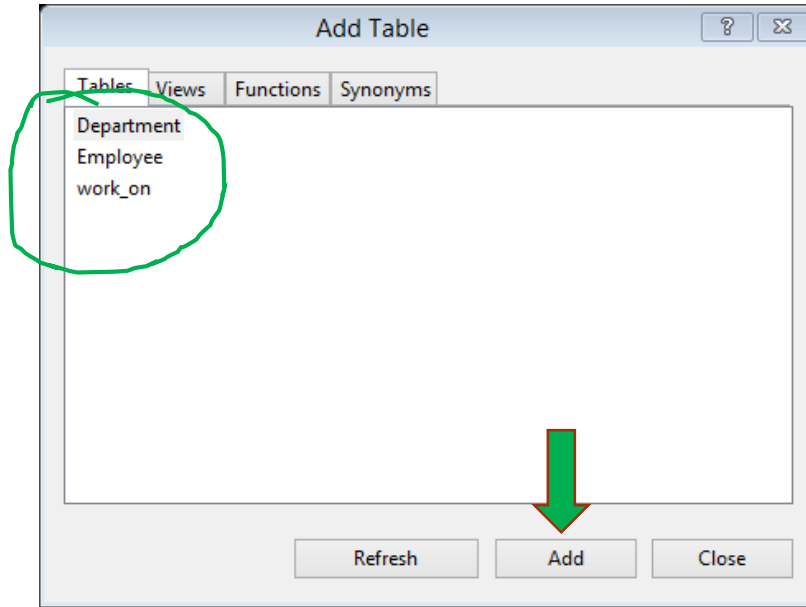 Add Table
Tables Views Functions Synonyms
Department
Employee
work_on
Refresh Add Close